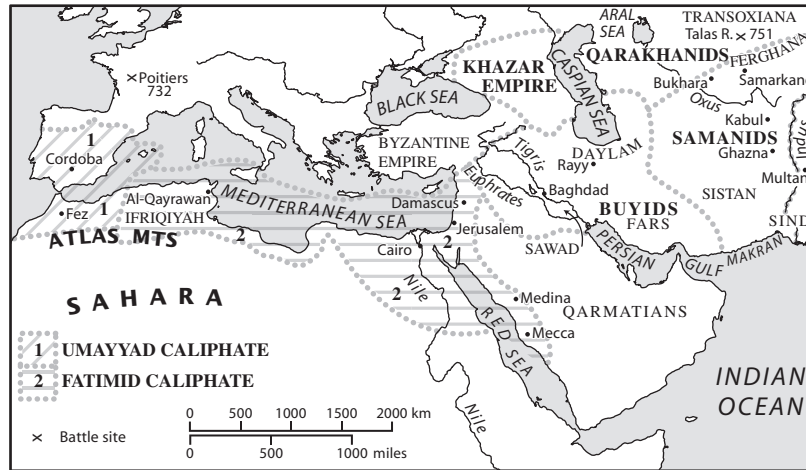 ARAL
SEA
TRANSOXIANA
Talas R. × 751
QARAKHANIDS
FERGHANA
KHAZAR
EMPIRE
CASPIAN SEA
Bukhara
Samarkand
Oxus
Poitiers
732
BLACK SEA
Kabul
SAMANIDS
Ghazna
1
Cordoba
BYZANTINE
EMPIRE
Tigris
DAYLAM
Rayy
Multan
Al-Qayrawan
MEDITERRANEAN SEA
Damascus
Euphrates
Baghdad
SISTAN
Fez
1
IFRIQIYAH
BUYIDS
FARS
SIND
ATLAS MTS
2
Jerusalem
Cairo
2
SAWAD
PERSIAN
GULF
MAKRAN
SAHARA
2
Nile
Medina
QARMATIANS
RED SEA
Mecca
1 UMAYYAD CALIPHATE
2 FATIMID CALIPHATE
INDIAN
OCEAN
Nile
0 500 1000 1500 2000 km
0 500 1000 miles
× Battle site